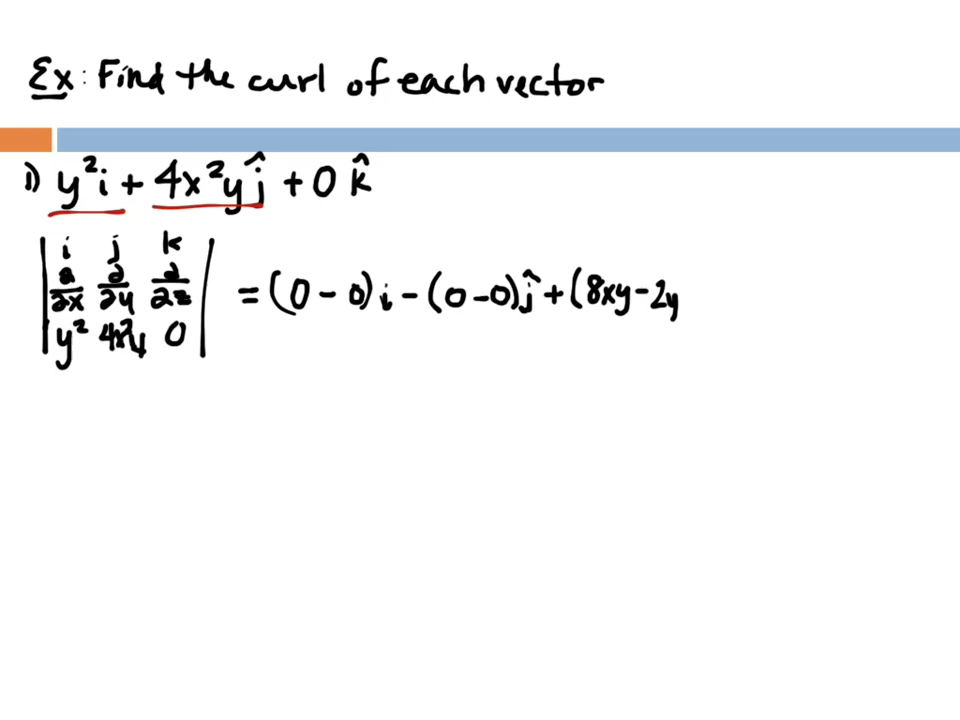 Ex: Find the curl of each vector
1) y²i + 4x²yĵ + 0 k̂
| i j k |
| ∂/∂x ∂/∂y ∂/∂z | = (0 - 0)i - (0 - 0)ĵ + (8xy - 2y
| y² 4x²y 0 |